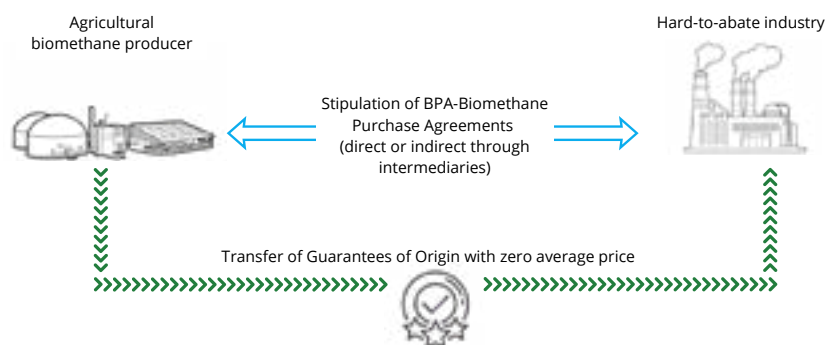 Agricultural
biomethane producer
Hard-to-abate industry
Stipulation of BPA-Biomethane
Purchase Agreements
(direct or indirect through
intermediaries)
Transfer of Guarantees of Origin with zero average price